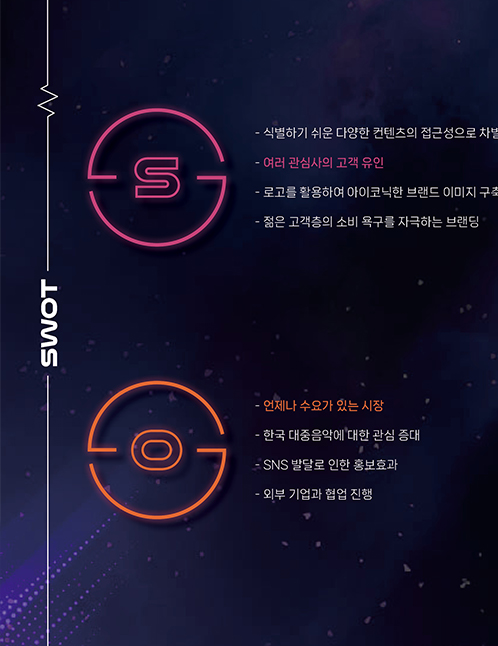 SWOT
S
- 식별하기 쉬운 다양한 컨텐츠의 접근성으로
- 여러 관심사의 고객 유인
- 로고를 활용하여 아이코닉한 브랜드 이미지
- 젊은 고객층의 소비 욕구를 자극하는 브랜딩
O
- 언제나 수요가 있는 시장
- 한국 대중음악에 대한 관심 증대
- SNS 발달로 인한 홍보효과
- 외부 기업과 협업 진행